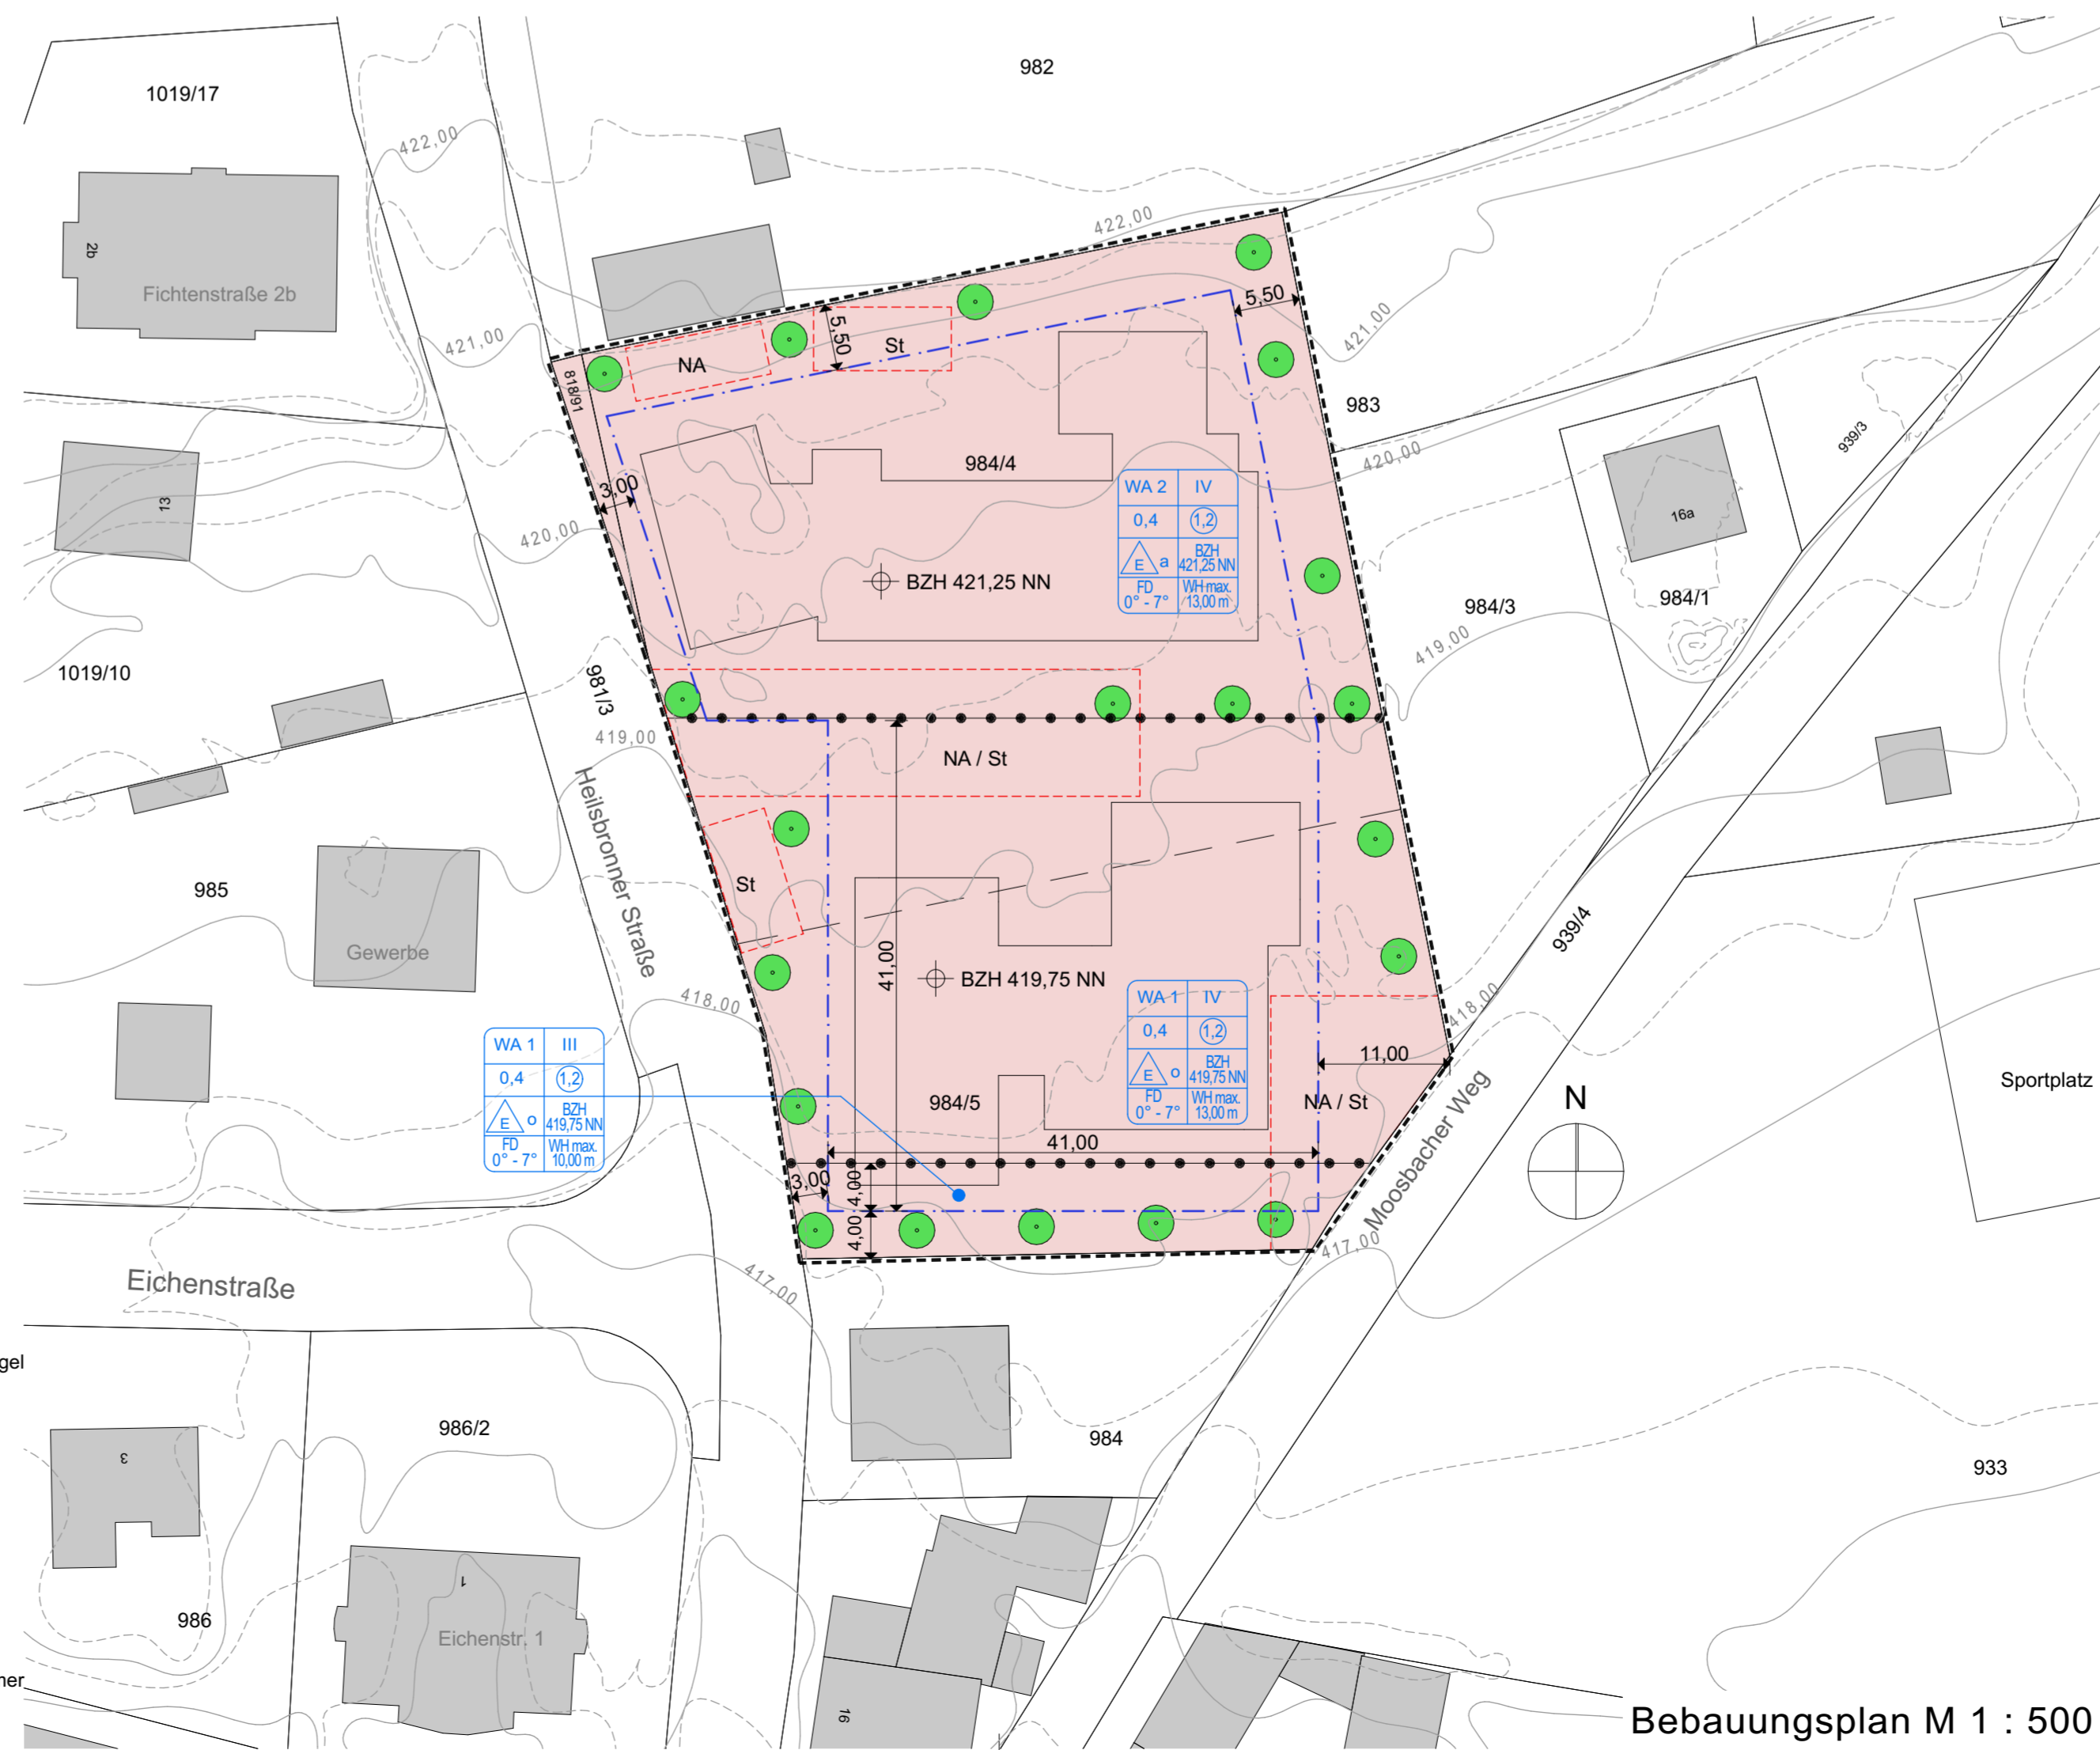 982
1019/17
422,00
2b
Fichtenstraße 2b
422,00
421,00
5,50
5,50
St
NA
818/91
421,00
983
939/3
420,00
984/4
13
3,00
420,00
WA 2 IV
0,4 1,2
E a BZH 421,25 NN
FD 0° - 7° WH max. 13,00 m
BZH 421,25 NN
16a
984/1
984/3
419,00
1019/10
981/3
419,00
NA / St
Heilsbronner Straße
985
St
Gewerbe
41,00
939/4
BZH 419,75 NN
418,00
418,00
WA 1 IV
0,4 1,2
E o BZH 419,75 NN
FD 0° - 7° WH max. 13,00 m
WA 1 III
0,4 1,2
E o BZH 419,75 NN
FD 0° - 7° WH max. 10,00 m
11,00
Sportplatz
N
984/5
NA / St
41,00
Moosbacher Weg
3,00
4,00
4,00
417,00
417,00
Eichenstraße
gel
3
986/2
984
933
1
986
Eichenstr. 1
ner
16
Bebauungsplan M 1 : 500